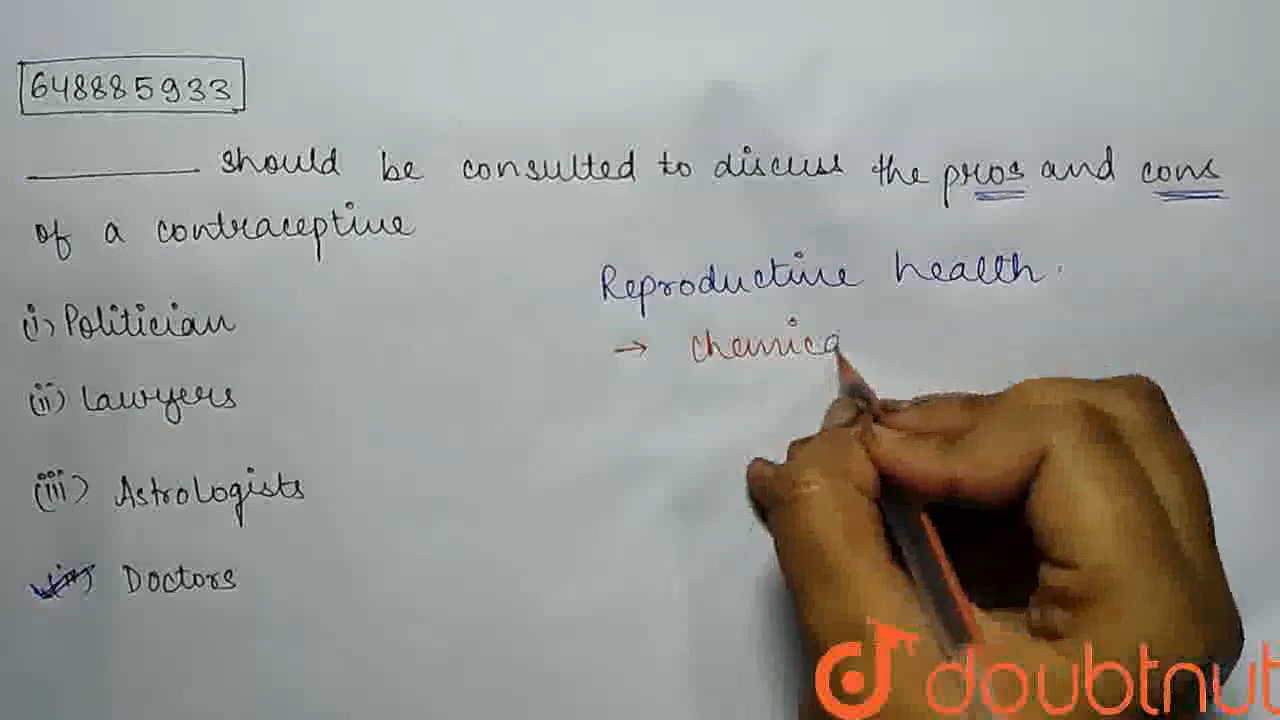 648885933
_________ should be consulted to discuss the pros and cons
of a contraceptive
Reproductive health.
→ chemica
(i) Politician
(ii) Lawyers
(iii) Astrologists
Doctors
doubtnut